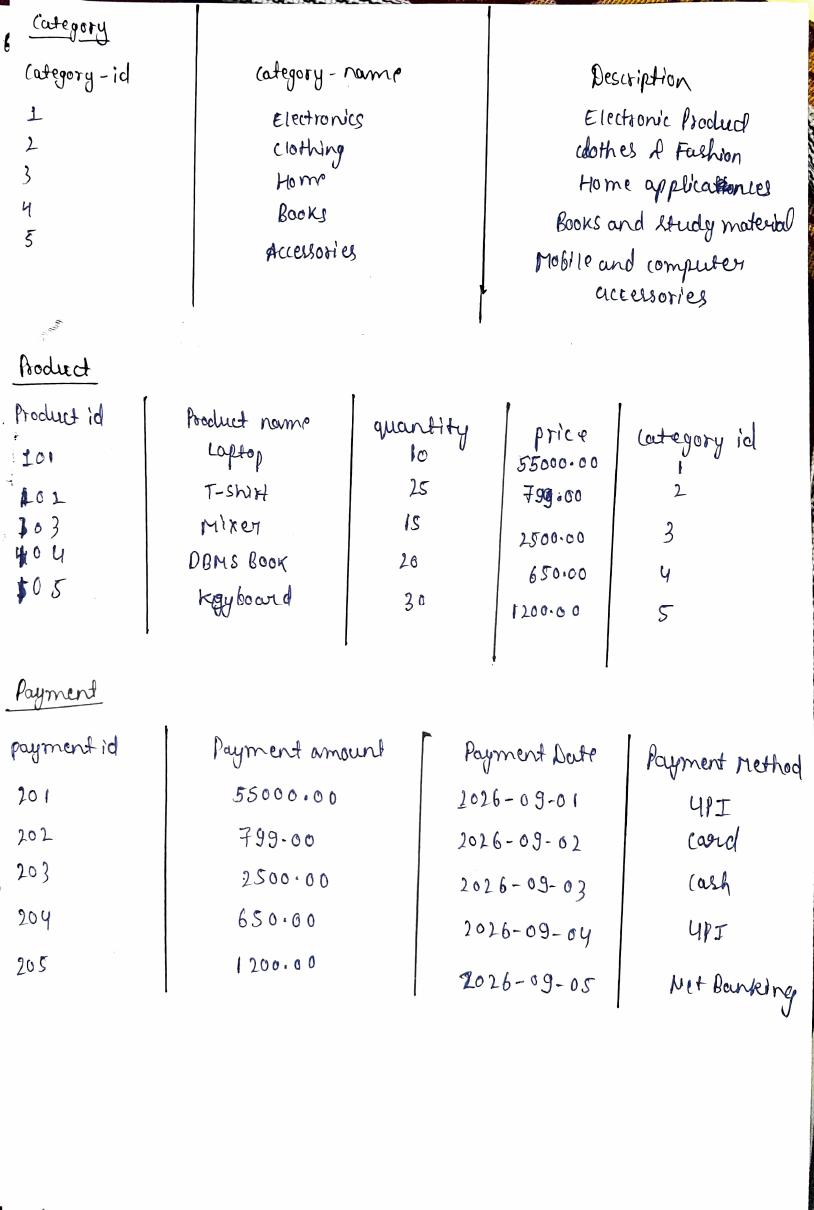 Category
Category-id Category-name Description
1 Electronics Electronic Product
2 Clothing clothes & Fashion
3 Home Home
4 Books Books and study material
5 Accessories Mobile and computer
accessories
Product
Product id Product name quantity price Category id
101 Laptop 10 55000.00 1
102 T-shirt 25 799.00 2
103 Mixer 15 2500.00 3
404 DBMS Book 20 650.00 4
105 Keyboard 30 1200.00 5
Payment
payment id Payment amount Payment Date Payment Method
201 55000.00 2026-09-01 UPI
202 799.00 2026-09-02 Card
203 2500.00 2026-09-03 Cash
204 650.00 2026-09-04 UPI
205 1200.00 2026-09-05 Net Banking